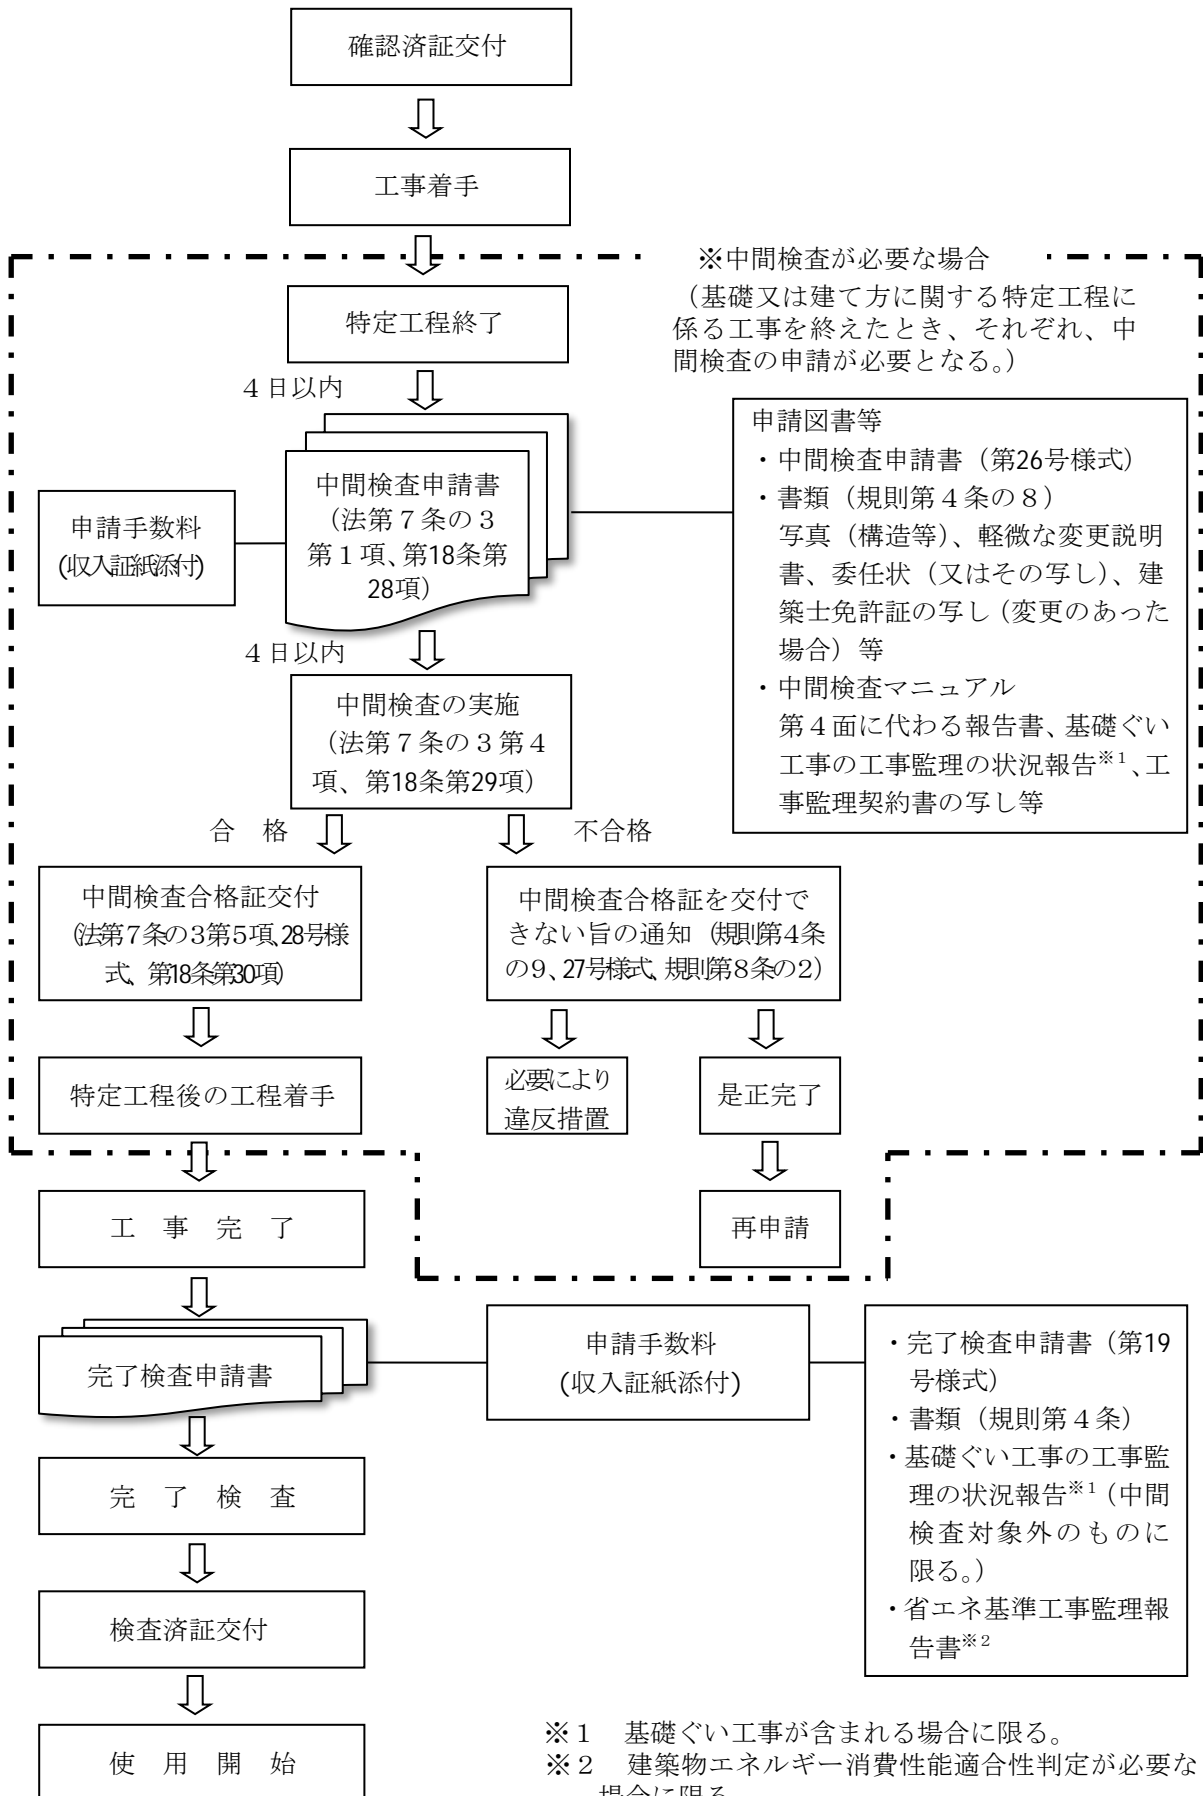 確認済証交付
工事着手
※中間検査が必要な場合
（基礎又は建て方に関する特定工程に
係る工事を終えたとき、それぞれ、中
間検査の申請が必要となる。）
特定工程終了
４日以内
中間検査申請書
（法第７条の３
第１項、第18条第
28項）
申請手数料
(収入証紙添付)
申請図書等
・中間検査申請書（第26号様式）
・書類（規則第４条の８）
写真（構造等）、軽微な変更説明
書、委任状（又はその写し）、建
築士免許証の写し（変更のあった
場合）等
・中間検査マニュアル
第４面に代わる報告書、基礎ぐい
工事の工事監理の状況報告※１、工
事監理契約書の写し等
４日以内
中間検査の実施
（法第７条の３第４
項、第18条第29項）
合　格
不合格
中間検査合格証交付
(法第７条の３第５項、28号様
式、第18条第30項)
中間検査合格証を交付で
きない旨の通知（規則第４条
の９、27号様式、規則第８条の２）
特定工程後の工程着手
必要により
違反措置
是正完了
再申請
工　事　完　了
完了検査申請書
申請手数料
(収入証紙添付)
・完了検査申請書（第19
号様式）
・書類（規則第４条）
・基礎ぐい工事の工事監
理の状況報告※１（中間
検査対象外のものに
限る。）
・省エネ基準工事監理報
告書※２
完　了　検　査
検査済証交付
使　用　開　始
※１　基礎ぐい工事が含まれる場合に限る。
※２　建築物エネルギー消費性能適合性判定が必要な
場合に限る